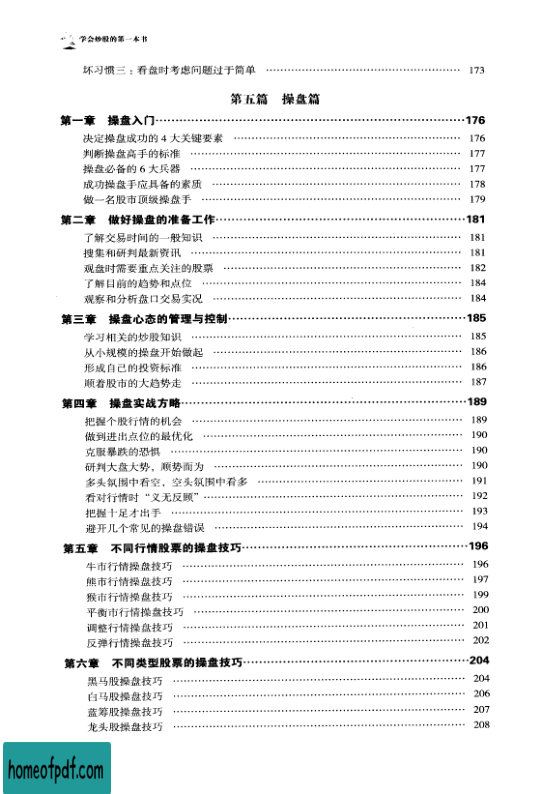 学会炒股的第一本书
坏习惯三：看盘时考虑问题过于简单 …… 173
第五篇 操盘篇
第一章 操盘入门…… 176
决定操盘成功的 4 大关键要素 …… 176
判断操盘高手的标准 …… 177
操盘必备的 6 大兵器 …… 177
成功操盘手应具备的素质 …… 178
做一名股市顶级操盘手 …… 179
第二章 做好操盘的准备工作…… 181
了解交易时间的一般知识 …… 181
搜集和研判最新资讯 …… 181
观盘时需要重点关注的股票 …… 182
了解目前的趋势和点位 …… 184
观察和分析盘口交易实况 …… 184
第三章 操盘心态的管理与控制…… 185
学习相关的炒股知识 …… 185
从小规模的操盘开始做起 …… 186
形成自己的投资标准 …… 186
顺着股市的大趋势走 …… 187
第四章 操盘实战方略…… 189
把握个股行情的机会 …… 189
做到进出点位的最优化 …… 190
克服暴跌的恐惧 …… 190
研判大盘大势，顺势而为 …… 190
多头氛围中看空，空头氛围中看多 …… 191
看对行情时“义无反顾” …… 192
把握十足才出手 …… 193
避开几个常见的操盘错误 …… 194
第五章 不同行情股票的操盘技巧…… 196
牛市行情操盘技巧 …… 196
熊市行情操盘技巧 …… 197
猴市行情操盘技巧 …… 199
平衡市行情操盘技巧 …… 200
调整行情操盘技巧 …… 201
反弹行情操盘技巧 …… 202
第六章 不同类型股票的操盘技巧…… 204
黑马股操盘技巧 …… 204
白马股操盘技巧 …… 206
蓝筹股操盘技巧 …… 207
龙头股操盘技巧 …… 208
homeofpdf.com